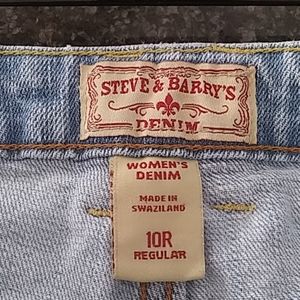 STEVE & BARRY'S
DENIM
WOMEN'S
DENIM
MADE IN
SWAZILAND
10R
REGULAR